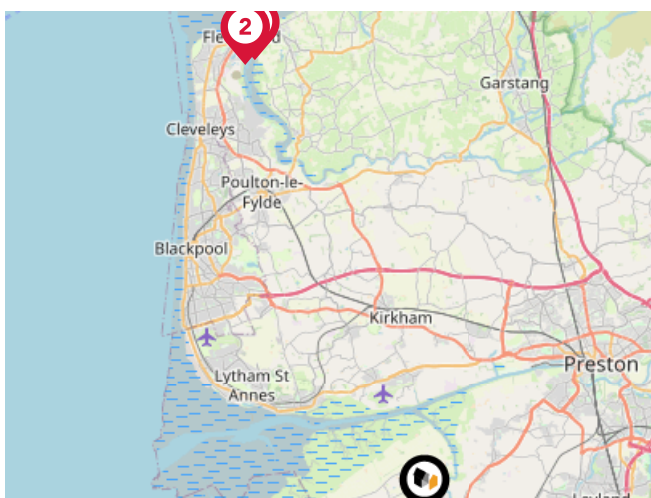 2
Garstang
Cleveleys
Poulton-le-
Fylde
Blackpool
Kirkham
Preston
Lytham St
Annes